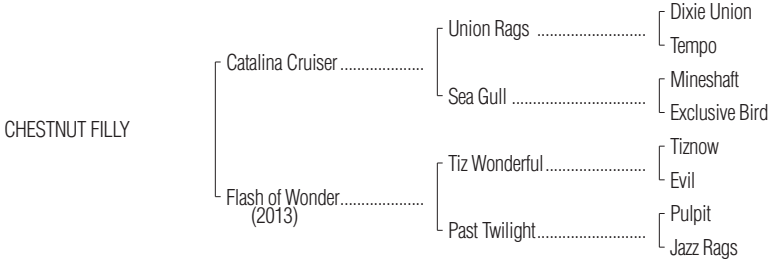 Dixie Union
Union Rags ........................
Tempo
Catalina Cruiser ...................
Mineshaft
Sea Gull .............................
Exclusive Bird
CHESTNUT FILLY
Tiznow
Tiz Wonderful......................
Evil
Flash of Wonder...................
(2013)
Pulpit
Past Twilight........................
Jazz Rags